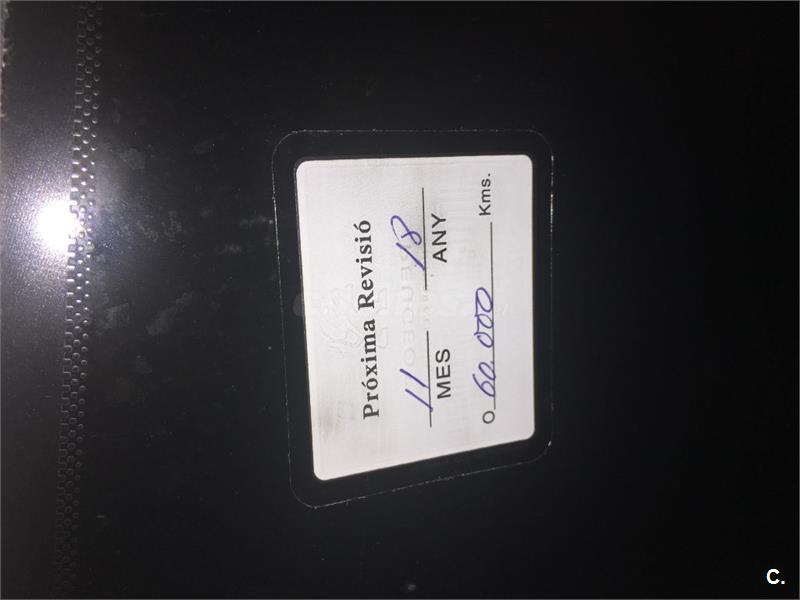 Próxima Revisió
11 18
MES ANY
O 60.000 Kms.
C.